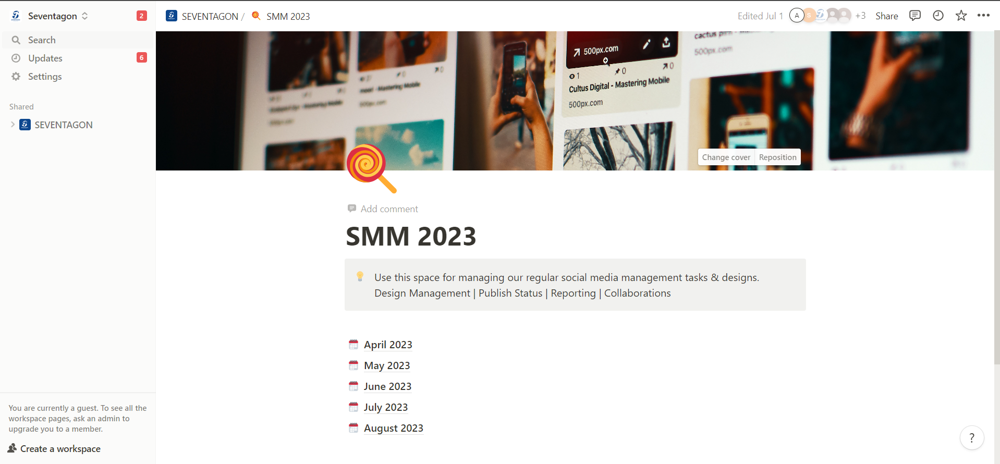 Seventagon
2
Search
Updates
6
Settings
Shared
SEVENTAGON
You are currently a guest. To see all the
workspace pages, ask an admin to
upgrade you to a member.
Create a workspace
SEVENTAGON / SMM 2023
Edited Jul 1
A
S
+3
Share
500px.com
1
0
0
Cultus Digital - Mastering Mobile
500px.com
- Mastering Mobile
500px.com
Change cover
Reposition
Add comment
SMM 2023
Use this space for managing our regular social media management tasks & designs.
Design Management | Publish Status | Reporting | Collaborations
April 2023
May 2023
June 2023
July 2023
August 2023
?